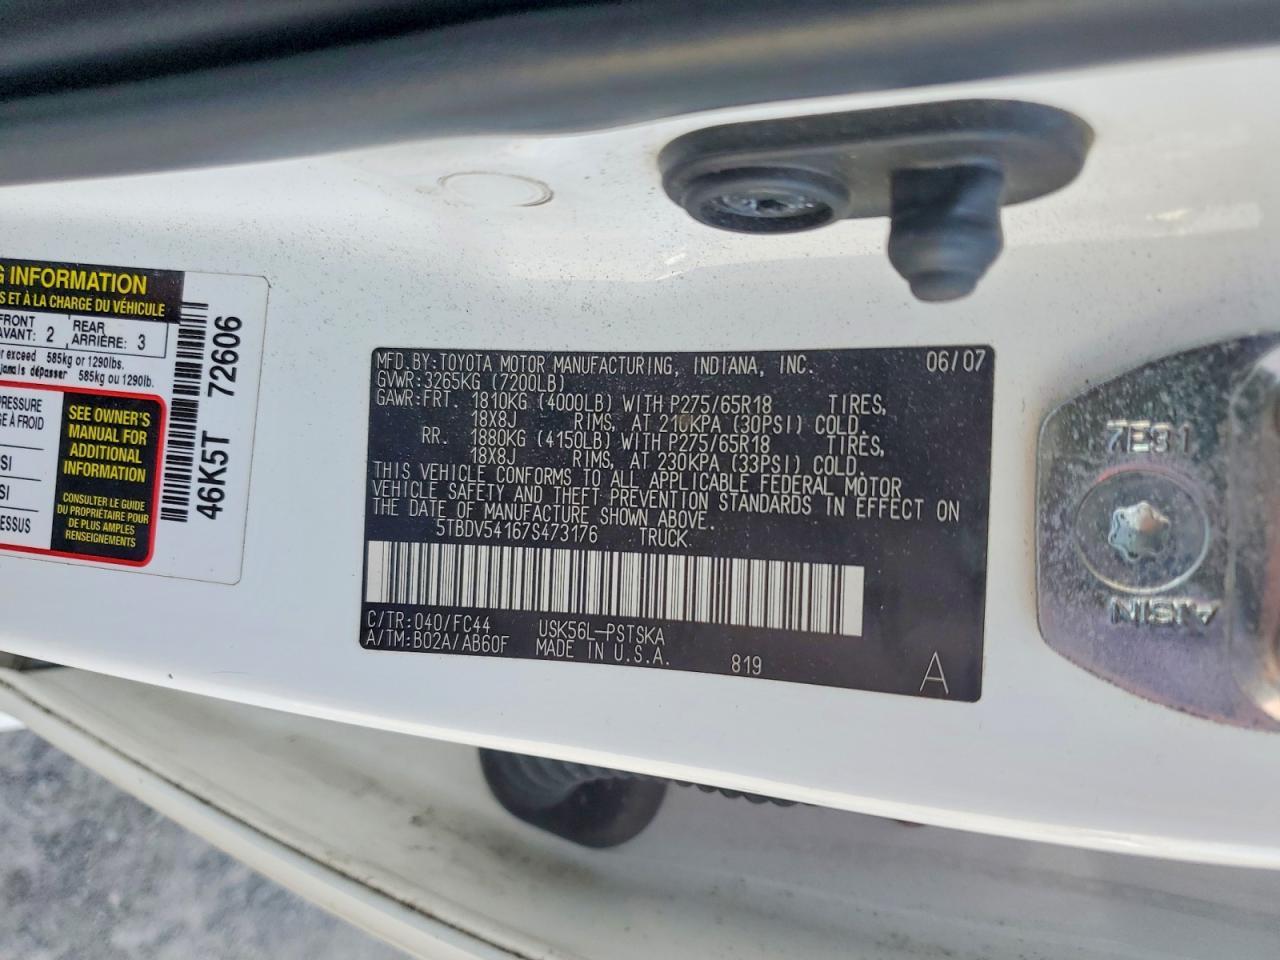 G INFORMATION
S ET À LA CHARGE DU VÉHICULE
FRONT
AVANT: 2 REAR
ARRIÈRE: 3
r exceed 585kg or 1290lbs.
jamais dépasser 585kg ou 1290lb.
PRESSURE
À FROID
SI
SI
ESSUS
SEE OWNER'S
MANUAL FOR
ADDITIONAL
INFORMATION
CONSULTER LE GUIDE
DU PROPRIÉTAIRE POUR
DE PLUS AMPLES
RENSEIGNEMENTS
46K5T 72606
MFD.BY:TOYOTA MOTOR MANUFACTURING, INDIANA, INC. 06/07
GVWR:3265KG (7200LB)
GAWR:FRT. 1810KG (4000LB) WITH P275/65R18 TIRES,
18X8J RIMS, AT 210KPA (30PSI) COLD.
RR. 1880KG (4150LB) WITH P275/65R18 TIRES,
18X8J RIMS, AT 230KPA (33PSI) COLD.
THIS VEHICLE CONFORMS TO ALL APPLICABLE FEDERAL MOTOR
VEHICLE SAFETY AND THEFT PREVENTION STANDARDS IN EFFECT ON
THE DATE OF MANUFACTURE SHOWN ABOVE.
5TBDV54167S473176 TRUCK
C/TR:040/FC44 USK56L-PSTSKA
A/TM:B02A/AB60F MADE IN U.S.A. 819
A
7E31
AISIN